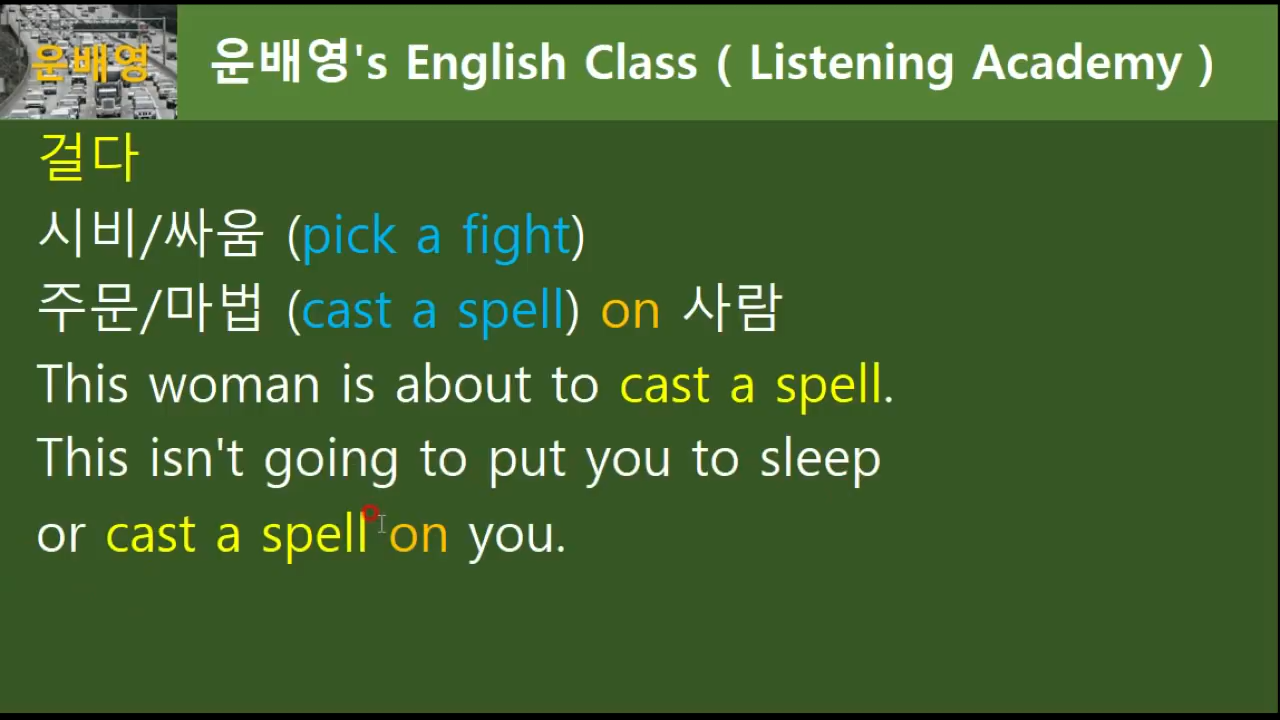 운배영
운배영's English Class ( Listening Academy )
걸다
시비/싸움 (pick a fight)
주문/마법 (cast a spell) on 사람
This woman is about to cast a spell.
This isn't going to put you to sleep
or cast a spell on you.